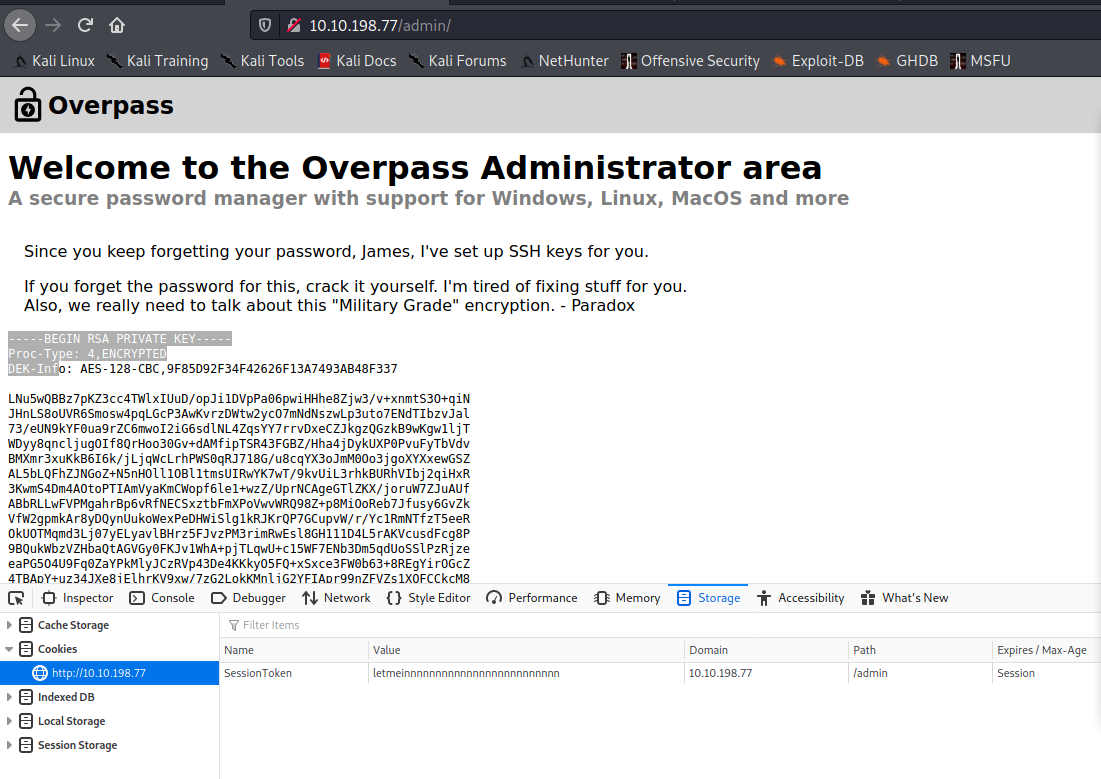 10.10.198.77/admin/
Kali Linux Kali Training Kali Tools Kali Docs Kali Forums NetHunter Offensive Security Exploit-DB GHDB MSFU
Overpass
Welcome to the Overpass Administrator area
A secure password manager with support for Windows, Linux, MacOS and more
Since you keep forgetting your password, James, I've set up SSH keys for you.
If you forget the password for this, crack it yourself. I'm tired of fixing stuff for you.
Also, we really need to talk about this "Military Grade" encryption. - Paradox
-----BEGIN RSA PRIVATE KEY-----
Proc-Type: 4,ENCRYPTED
DEK-Info: AES-128-CBC,9F85D92F34F42626F13A7493AB48F337
LNu5wQBBz7pKZ3cc4TWlxIUuD/opJi1DVpPa06pwiHHhe8Zjw3/v+xnmtS3O+qiN
JHnLS8oUVR6Smosw4pqLGcP3AwKvrzDWtw2ycO7mNdNszwLp3uto7ENdTIbzvJal
73/eUN9kYF0ua9rZC6mwoI2iG6sdlNL4ZqsYY7rrvDxeCZJkgzQGzkB9wKgw1ljT
WDyy8qncljugOIf8QrHoo30Gv+dAMfipTSR43FGBZ/Hha4jDykUXP0PvuFyTbVdv
BMXmr3xuKkB6I6k/jLjqWcLrhPWS0qRJ718G/u8cqYX3oJmM0Oo3jgoXYXxewGSZ
AL5bLQFhZJNGoZ+N5nHOll1OBl1tmsUIRwYK7wT/9kvUiL3rhkBURhVIbj2qiHxR
3KwmS4Dm4AOtoPTIAmVyaKmCWopf6le1+wzZ/UprNCAgeGTlZKX/joruW7ZJuAUf
ABbRLLwFVPMgahrBp6vRfNECSxztbFmXPoVwvWRQ98Z+p8MiOoReb7Jfusy6GvZk
VfW2gpmkAr8yDQynUukoWexPeDHWiSlg1kRJKrQP7GCupvW/r/Yc1RmNTfzT5eeR
OkUOTMqmd3Lj07yELyavlBHrz5FJvzPM3rimRwEsl8GH111D4L5rAKVcusdFcg8P
9BQukWbzVZHbaQtAGVGy0FKJv1WhA+pjTLqwU+c15WF7ENb3Dm5qdUoSSlPzRjze
eaPG5O4U9Fq0ZaYPkMlyJCzRVp43De4KKkyO5FQ+xSxce3FW0b63+8REgYirOGcZ
4TBApY+uz34JXe8jElhrKV9xw/7zG2LokKMnljG2YFIApr99nZFVZs1XOFCCkcM8
Inspector Console Debugger Network Style Editor Performance Memory Storage Accessibility What's New
Cache Storage Filter Items
Cookies Name Value Domain Path Expires / Max-Age
http://10.10.198.77 SessionToken letmeinnnnnnnnnnnnnnnnnnnnnnnnnn 10.10.198.77 /admin Session
Indexed DB
Local Storage
Session Storage